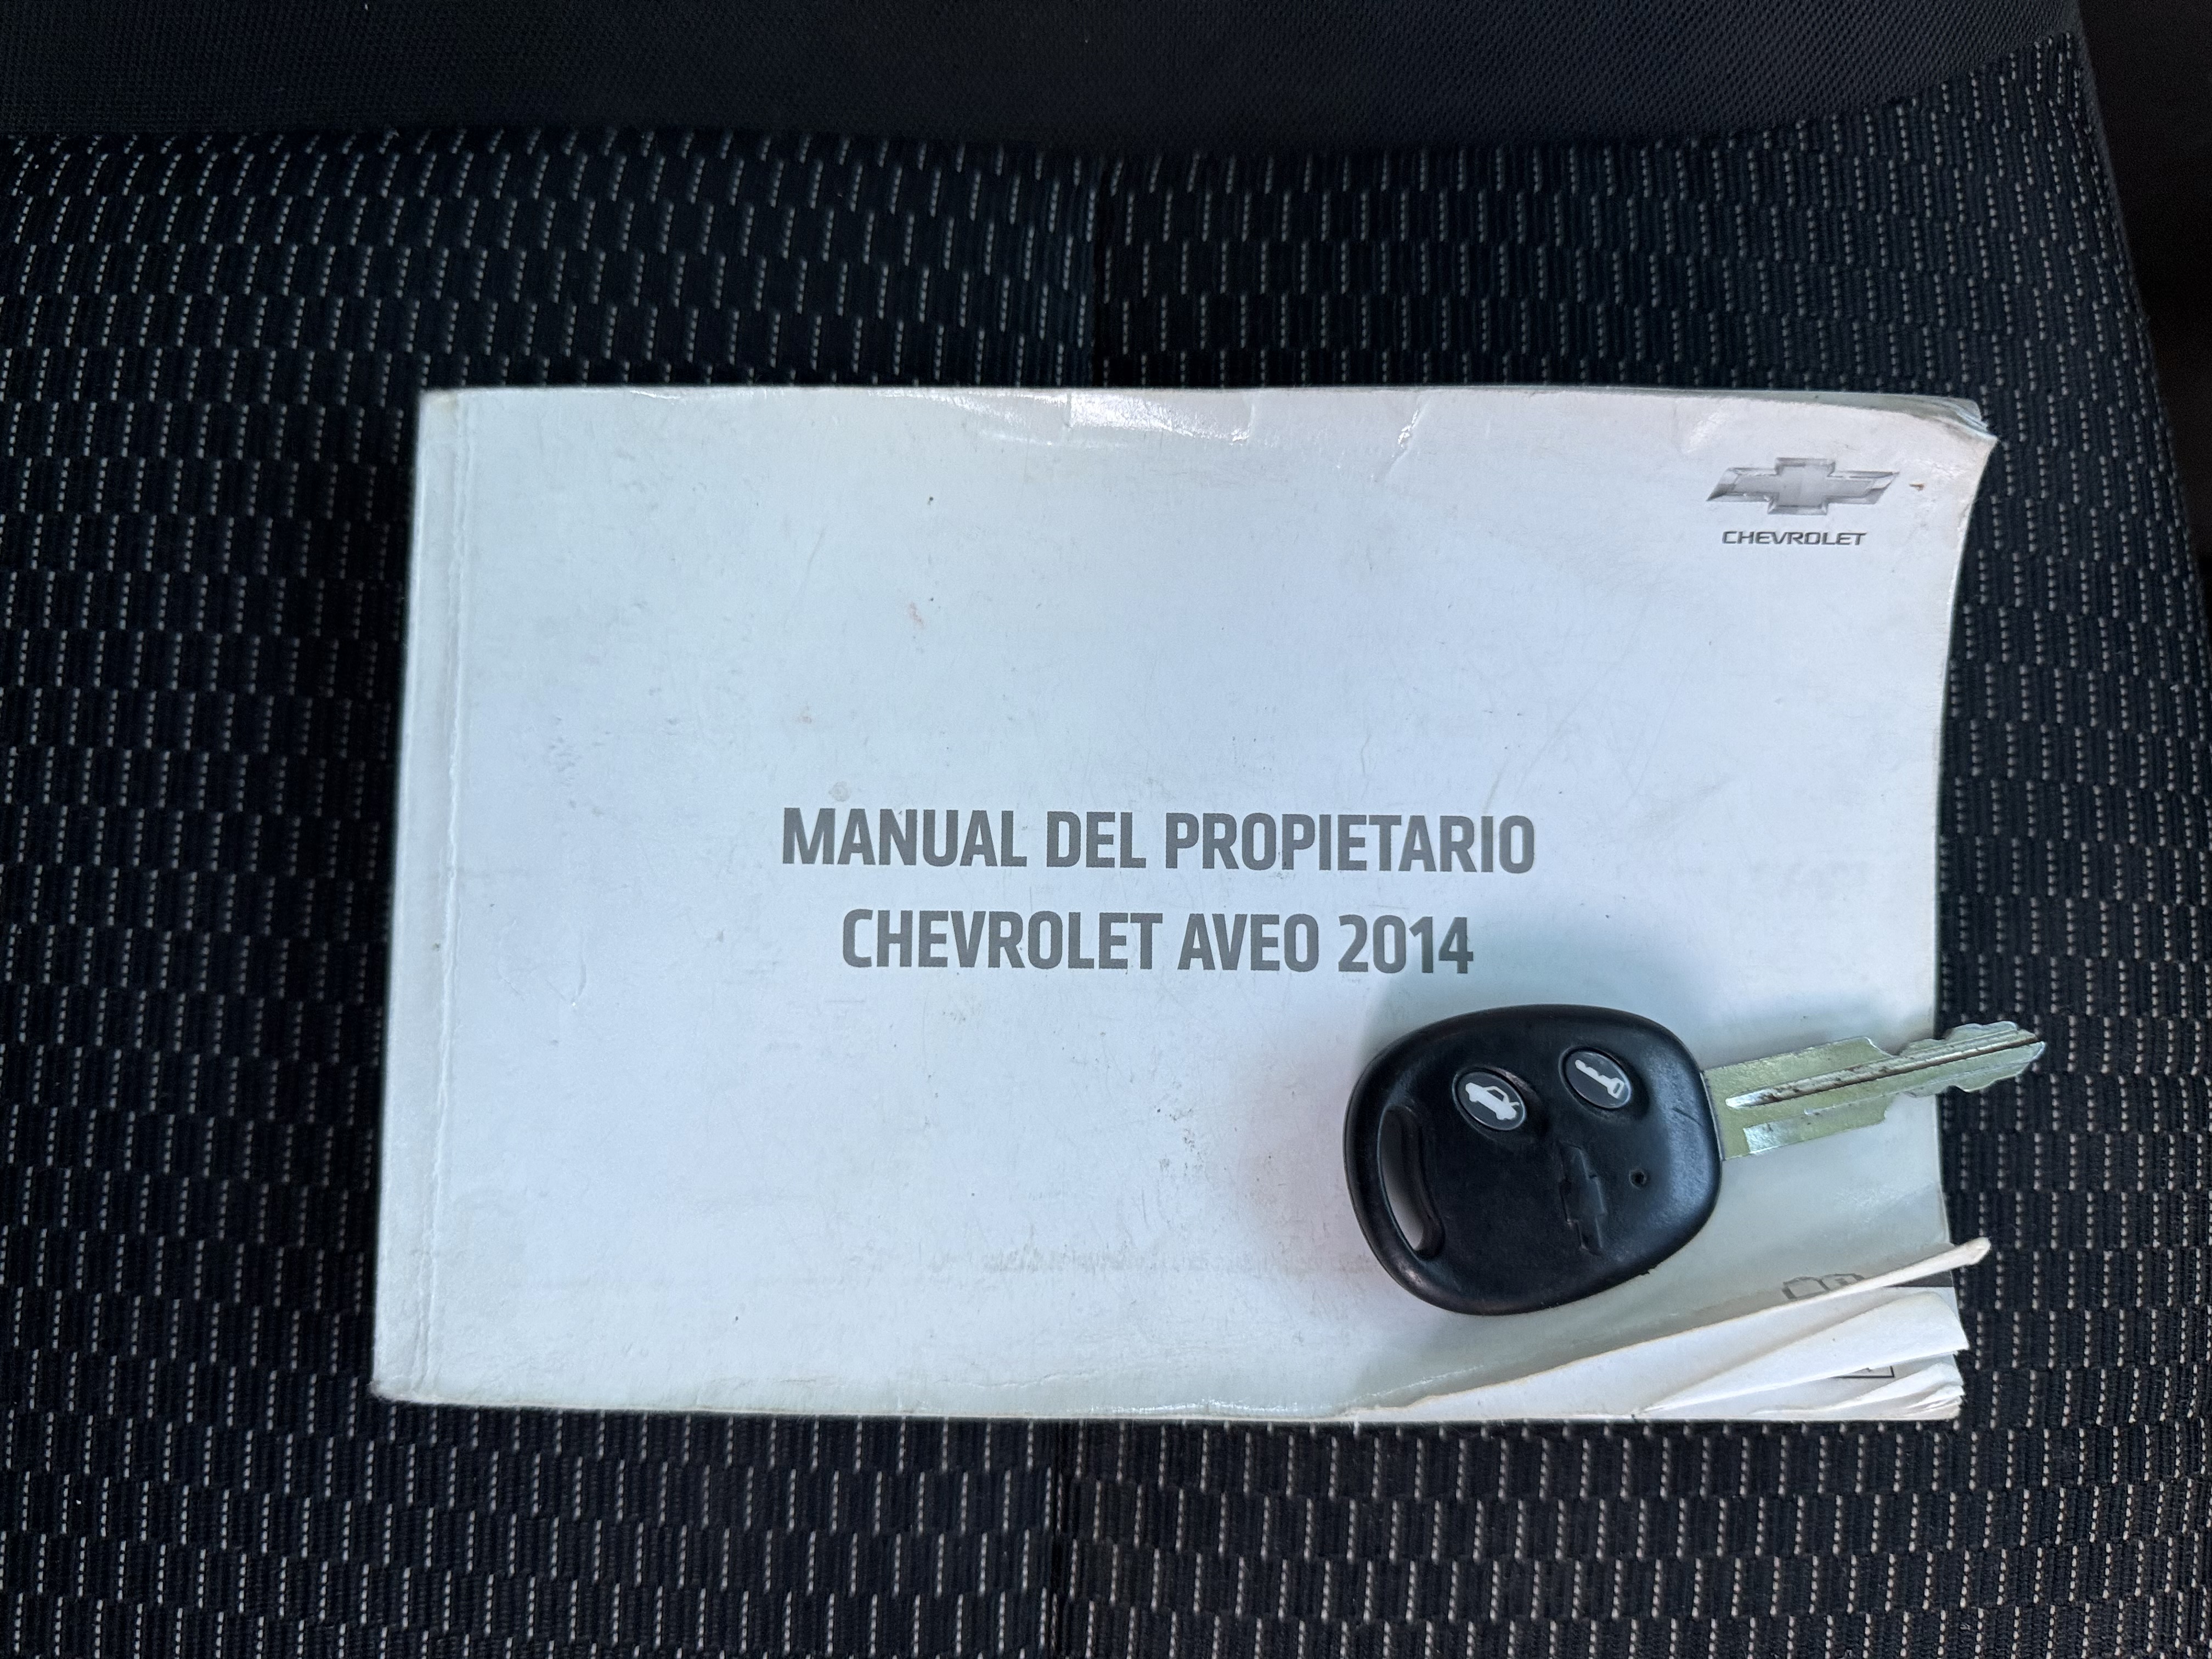 CHEVROLET
MANUAL DEL PROPIETARIO
CHEVROLET AVEO 2014